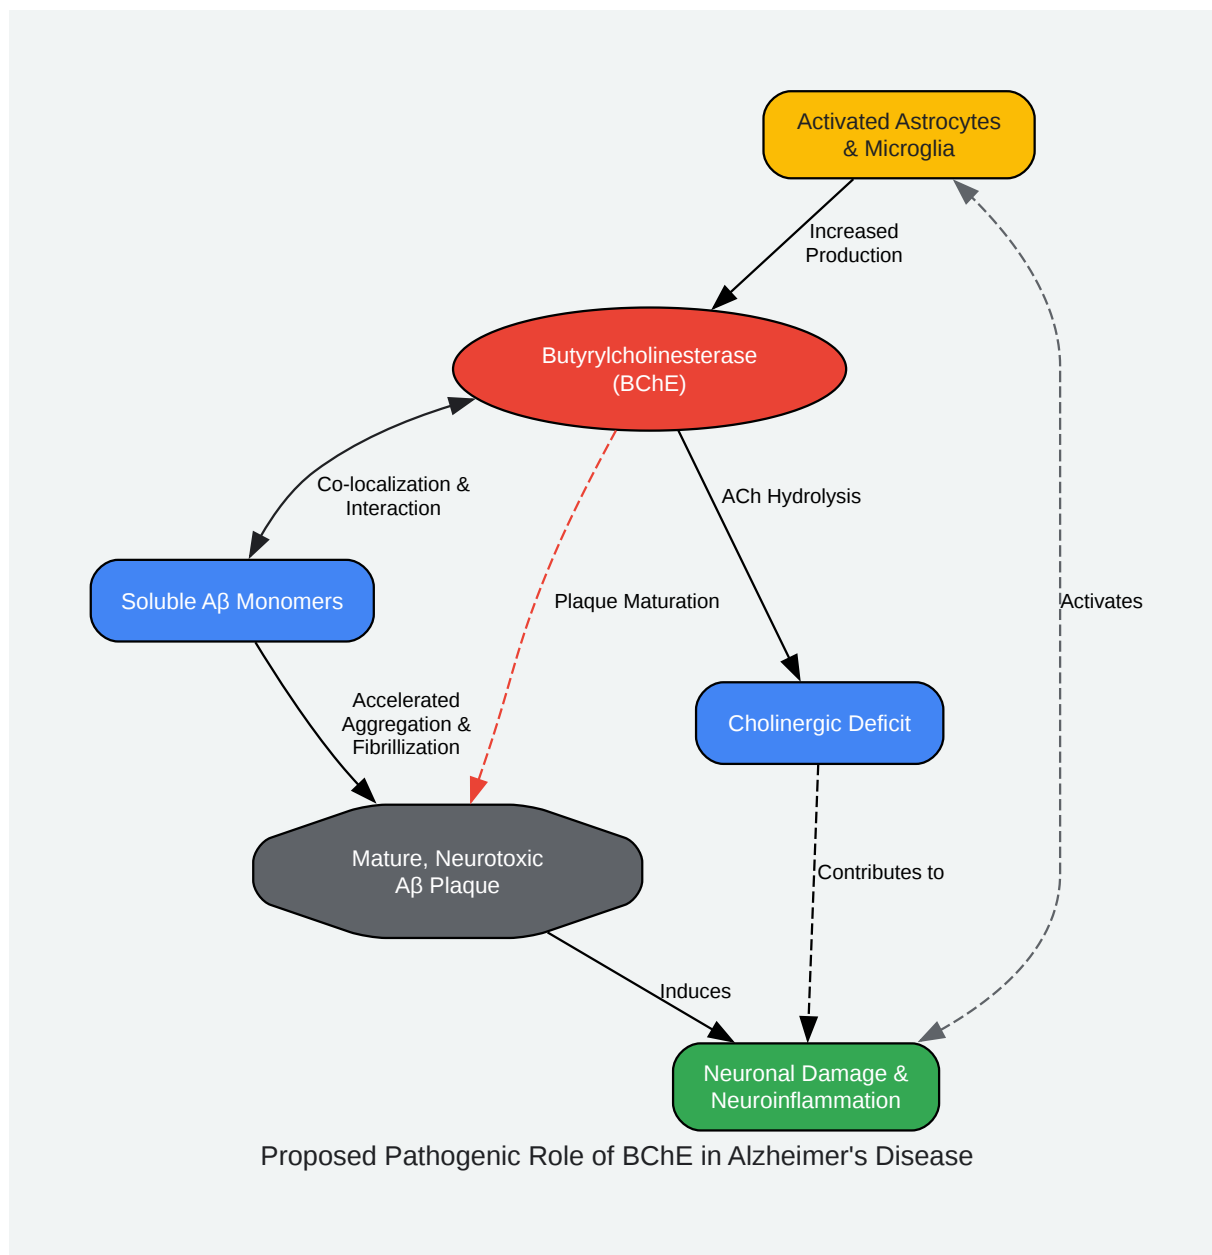 Activated Astrocytes
& Microglia
Increased
Production
Butyrylcholinesterase
(BChE)
Co-localization &
Interaction
ACh Hydrolysis
Soluble Aβ Monomers
Plaque Maturation
Activates
Accelerated
Aggregation &
Fibrillization
Cholinergic Deficit
Mature, Neurotoxic
Aβ Plaque
Contributes to
Induces
Neuronal Damage &
Neuroinflammation
Proposed Pathogenic Role of BChE in Alzheimer's Disease